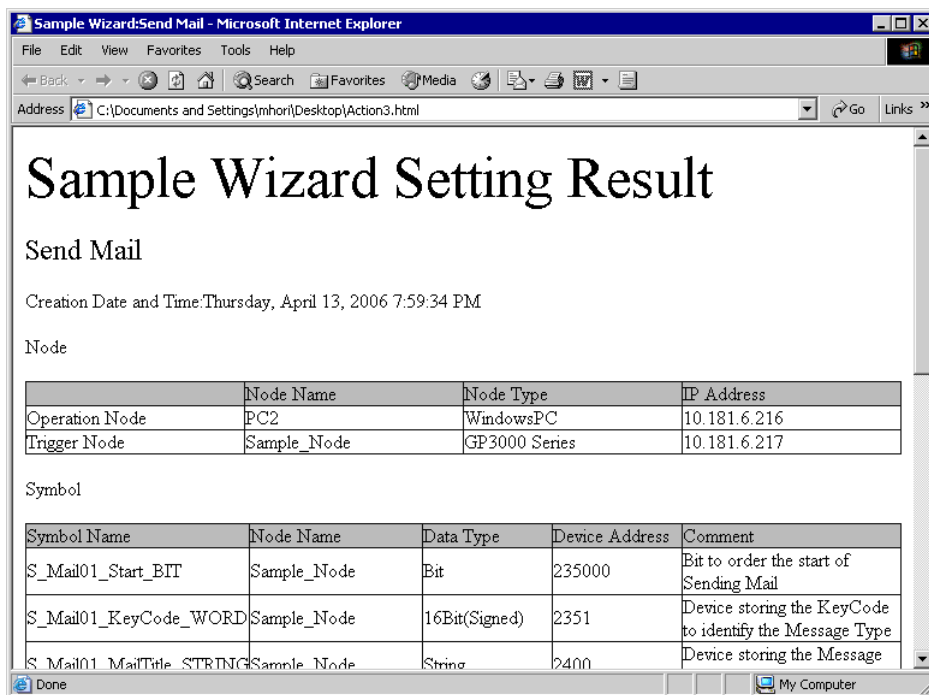 Sample Wizard:Send Mail - Microsoft Internet Explorer
File Edit View Favorites Tools Help
Back Search Favorites Media
Address C:\Documents and Settings\mhori\Desktop\Action3.html Go Links »
Sample Wizard Setting Result
Send Mail
Creation Date and Time:Thursday, April 13, 2006 7:59:34 PM
Node
Node Name Node Type IP Address
Operation Node PC2 WindowsPC 10.181.6.216
Trigger Node Sample_Node GP3000 Series 10.181.6.217
Symbol
Symbol Name Node Name Data Type Device Address Comment
S_Mail01_Start_BIT Sample_Node Bit 235000 Bit to order the start of
Sending Mail
S_Mail01_KeyCode_WORD Sample_Node 16Bit(Signed) 2351 Device storing the KeyCode
to identify the Message Type
S_Mail01_MailTitle_STRING Sample_Node String 2400 Device storing the Message
Done My Computer